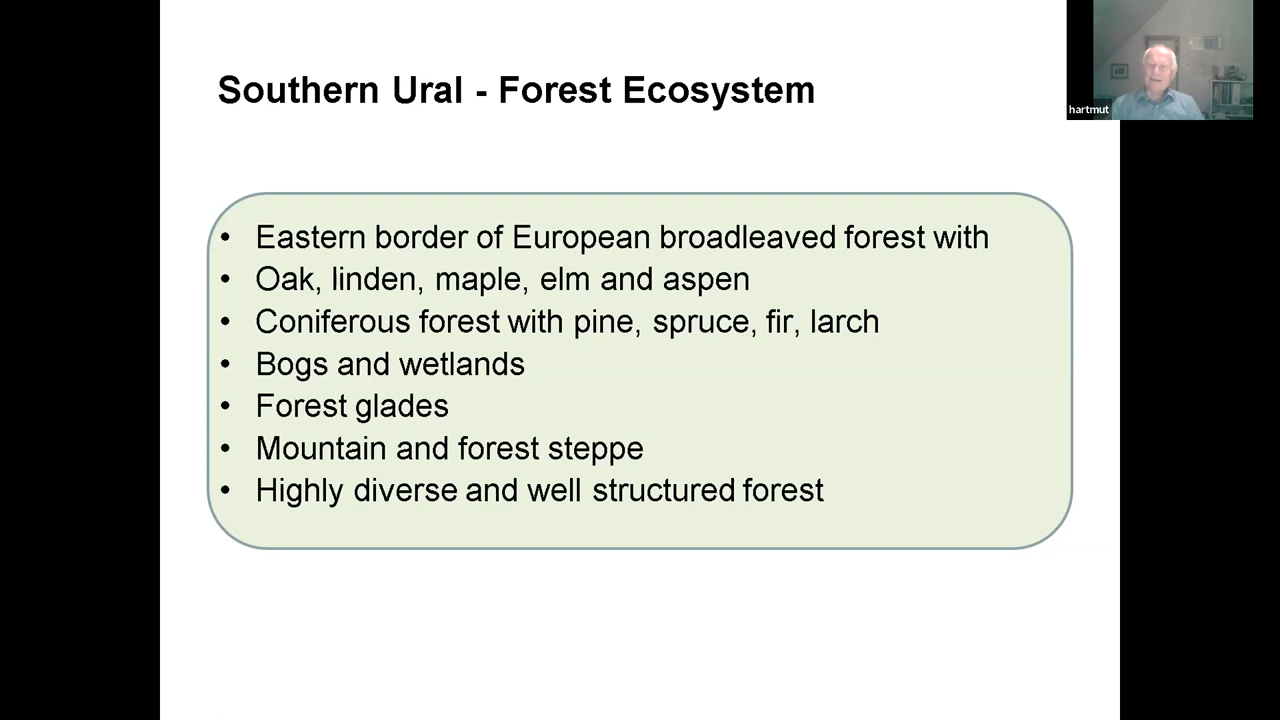 Southern Ural - Forest Ecosystem
hartmut
• Eastern border of European broadleaved forest with
• Oak, linden, maple, elm and aspen
• Coniferous forest with pine, spruce, fir, larch
• Bogs and wetlands
• Forest glades
• Mountain and forest steppe
• Highly diverse and well structured forest